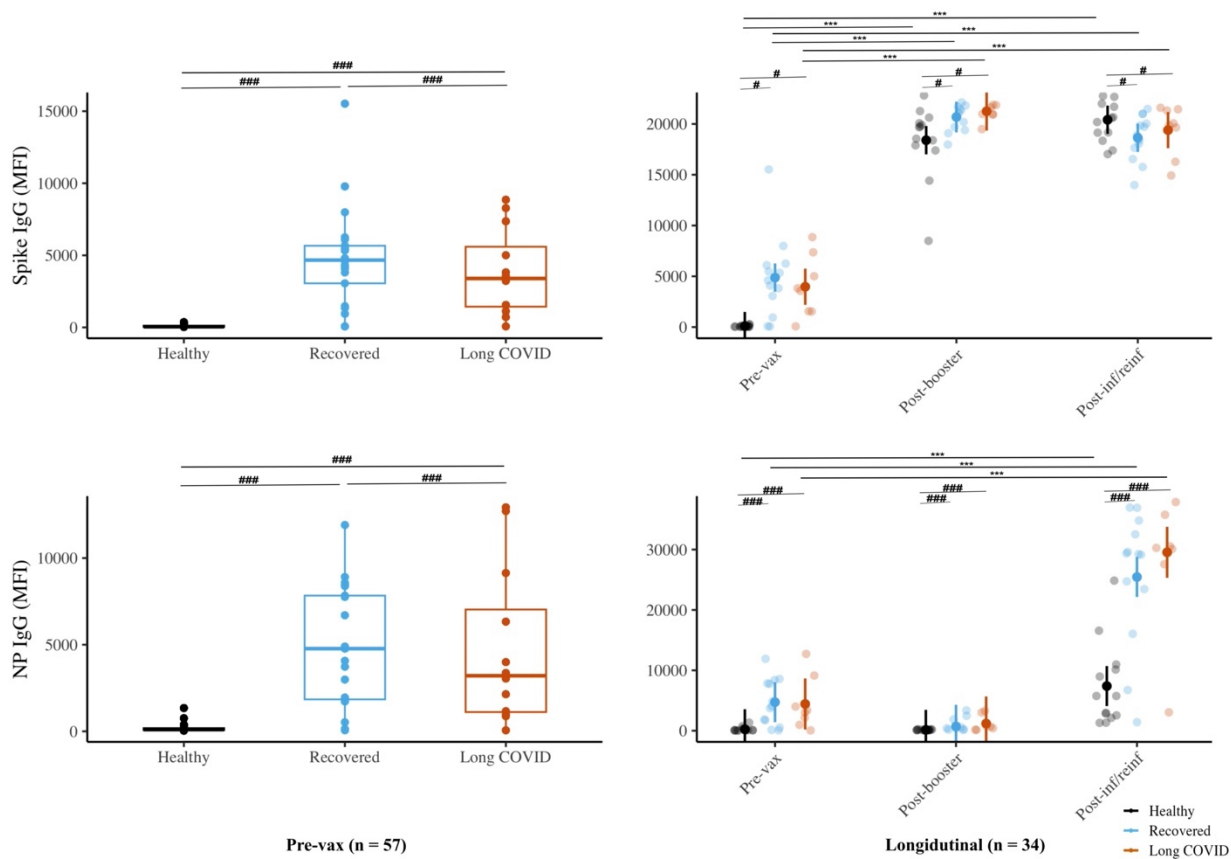 ***
***
***
***
***
***
###
###
###
#
#
#
#
#
#
Spike IgG (MFI)
15000
10000
5000
0
Healthy
Recovered
Long COVID
20000
15000
10000
5000
0
Pre-vax
Post-booster
Post-inf/reinf
***
***
***
###
###
###
###
###
###
###
###
###
NP IgG (MFI)
10000
5000
0
Healthy
Recovered
Long COVID
30000
20000
10000
0
Pre-vax
Post-booster
Post-inf/reinf
Healthy
Recovered
Long COVID
Pre-vax (n = 57)
Longidutinal (n = 34)